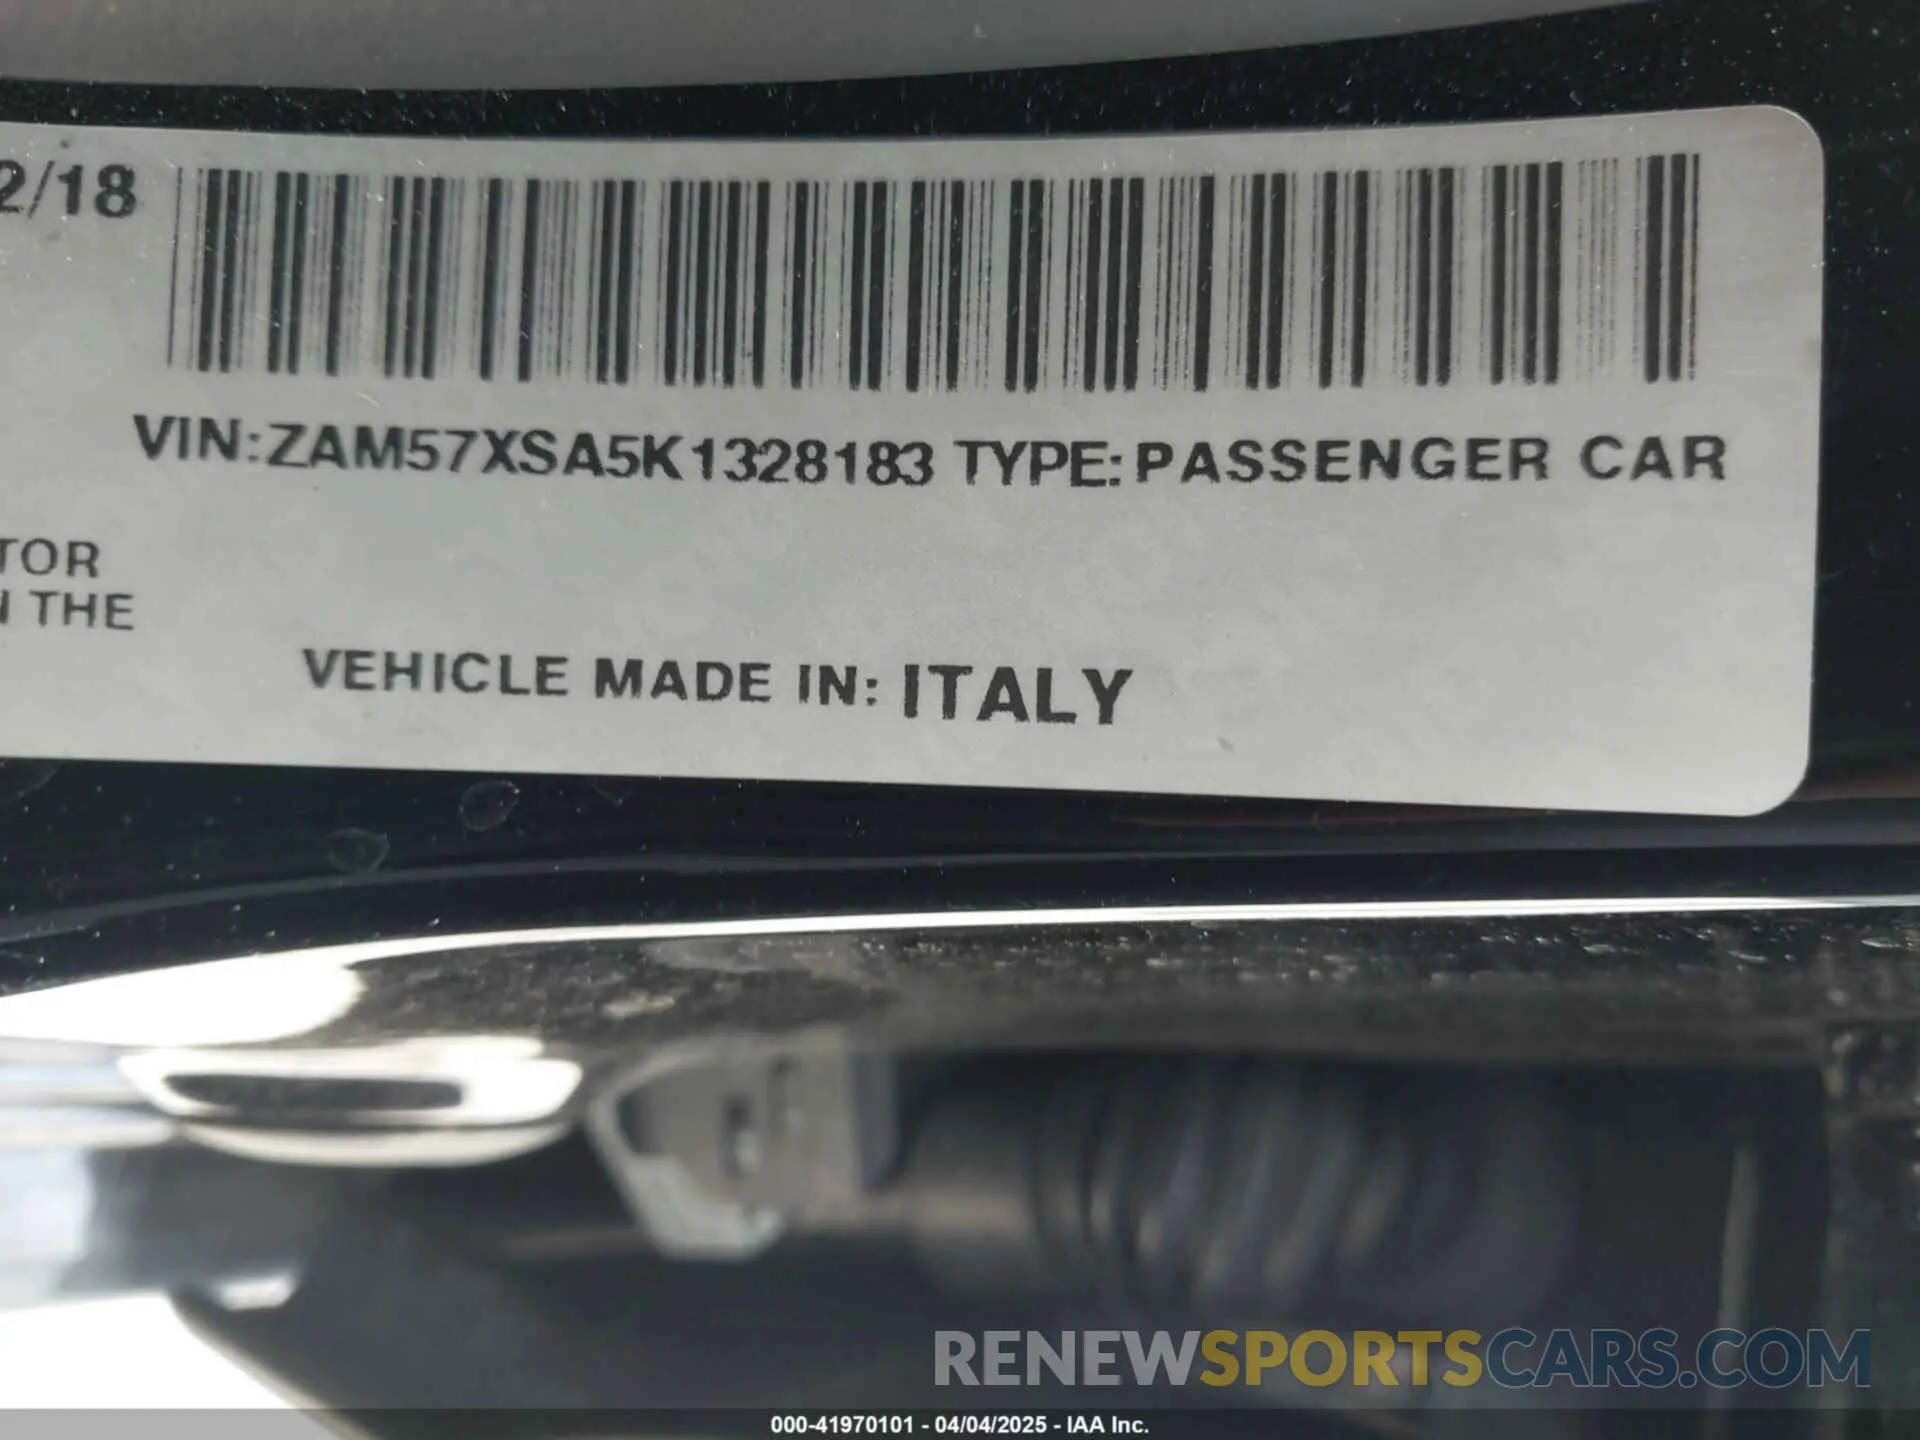 2/18
VIN:ZAM57XSA5K1328183 TYPE:PASSENGER CAR
TOR
THE
VEHICLE MADE IN: ITALY
RENEWSPORTSCARS.COM
000-41970101 - 04/04/2025 - IAA Inc.